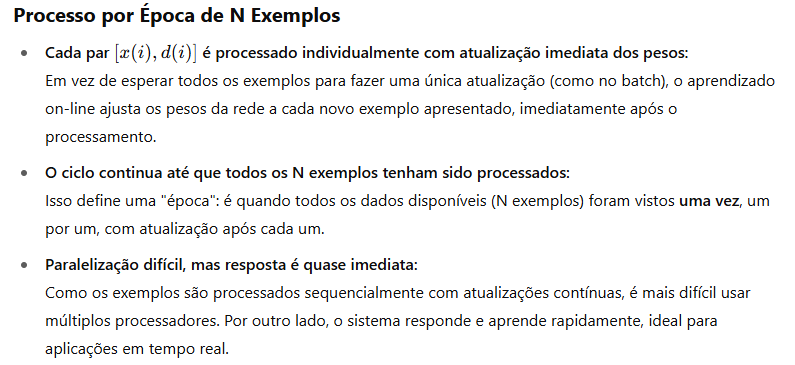 Processo por Época de N Exemplos
• Cada par [x(i), d(i)] é processado individualmente com atualização imediata dos pesos:
Em vez de esperar todos os exemplos para fazer uma única atualização (como no batch), o aprendizado
on-line ajusta os pesos da rede a cada novo exemplo apresentado, imediatamente após o
processamento.
• O ciclo continua até que todos os N exemplos tenham sido processados:
Isso define uma "época": é quando todos os dados disponíveis (N exemplos) foram vistos uma vez, um
por um, com atualização após cada um.
• Paralelização difícil, mas resposta é quase imediata:
Como os exemplos são processados sequencialmente com atualizações contínuas, é mais difícil usar
múltiplos processadores. Por outro lado, o sistema responde e aprende rapidamente, ideal para
aplicações em tempo real.